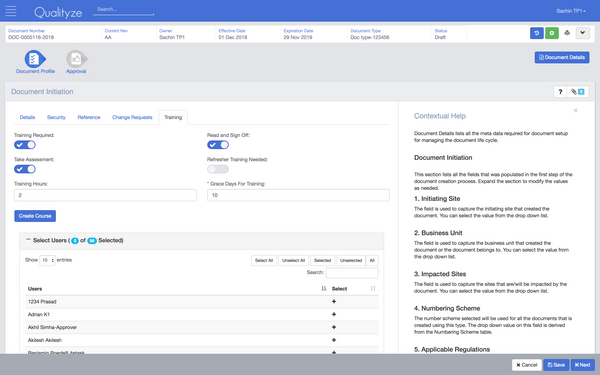 Qualityze
Search...
Sachin TP1
Document Number
DOC-0005116-2018
Current Rev
AA
Owner
Sachin TP1
Effective Date
01 Dec 2018
Expiration Date
29 Nov 2019
Document Type
Doc type-123456
Status
Draft
Document Profile
Approval
Document Details
Document Initiation
?
Details
Security
Reference
Change Requests
Training
Training Required:
Read and Sign Off:
Take Assessment:
Refresher Training Needed:
Training Hours:
* Grace Days For Training:
2
10
Create Course
Select Users (
of
Selected)
Show 10 entries
Select All
Unselect All
Selected
Unselected
All
Search:
Users
Select
1234 Prasad
Adnan K1
Akhil Simha-Approver
Akilesh Akilesh
Contextual Help
Document Details lists all the meta data required for document setup
for managing the document life cycle.
Document Initiation
This section lists all the fields that was populated in the first step of the
document creation process. Expand the section to modify the values
as needed.
1. Initiating Site
The field is used to capture the initiating site that created the
document. You can select the value from the drop down list.
2. Business Unit
The field is used to capture the business unit that created the
document or the document belongs to. You can select the value from
the drop down list.
3. Impacted Sites
The field is used to capture the sites that are/will be impacted by the
document. You can select the value from the drop down list.
4. Numbering Scheme
The number scheme selected will be used for all the documents that is
created using this type. The drop down value on this field is derived
from the Numbering Scheme table.
5. Applicable Regulations
Cancel
Save
Next